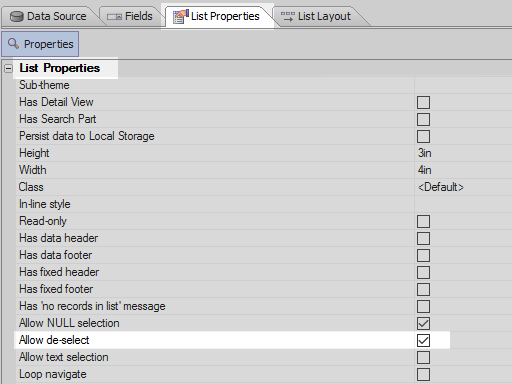 Data Source Fields List Properties List Layout
Properties
List Properties
Sub-theme
Has Detail View
Has Search Part
Persist data to Local Storage
Height 3in
Width 4in
Class <Default>
In-line style
Read-only
Has data header
Has data footer
Has fixed header
Has fixed footer
Has 'no records in list' message
Allow NULL selection
Allow de-select
Allow text selection
Loop navigate